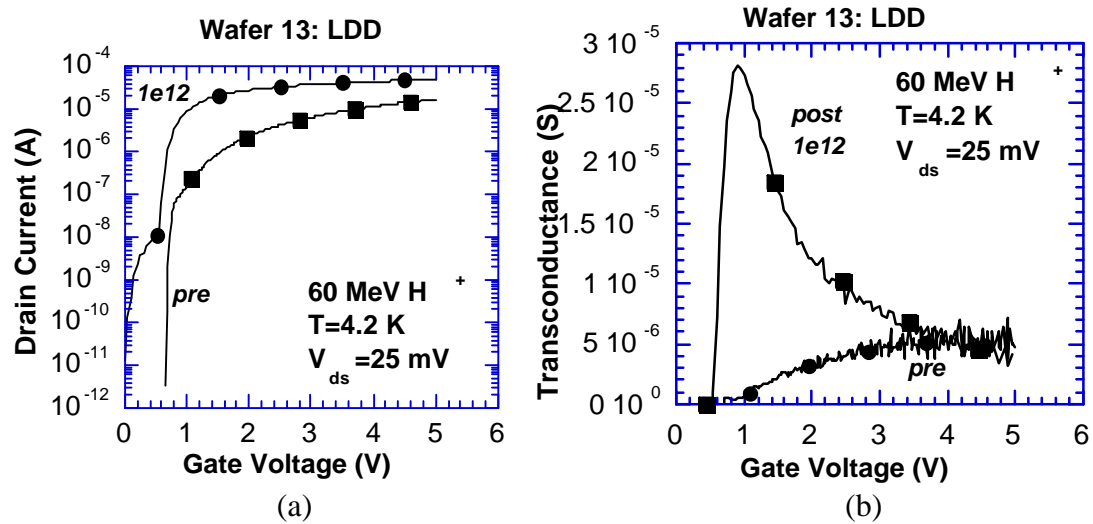 Wafer 13: LDD
10⁻⁴
10⁻⁵
10⁻⁶
10⁻⁷
10⁻⁸
10⁻⁹
10⁻¹⁰
10⁻¹¹
10⁻¹²
Drain Current (A)
1e12
pre
60 MeV H⁺
T=4.2 K
V_ds=25 mV
0 1 2 3 4 5 6
Gate Voltage (V)
(a)
Wafer 13: LDD
3 10⁻⁵
2.5 10⁻⁵
2 10⁻⁵
1.5 10⁻⁵
1 10⁻⁵
5 10⁻⁶
0 10⁰
Transconductance (S)
post
1e12
60 MeV H⁺
T=4.2 K
V_ds=25 mV
pre
0 1 2 3 4 5 6
Gate Voltage (V)
(b)